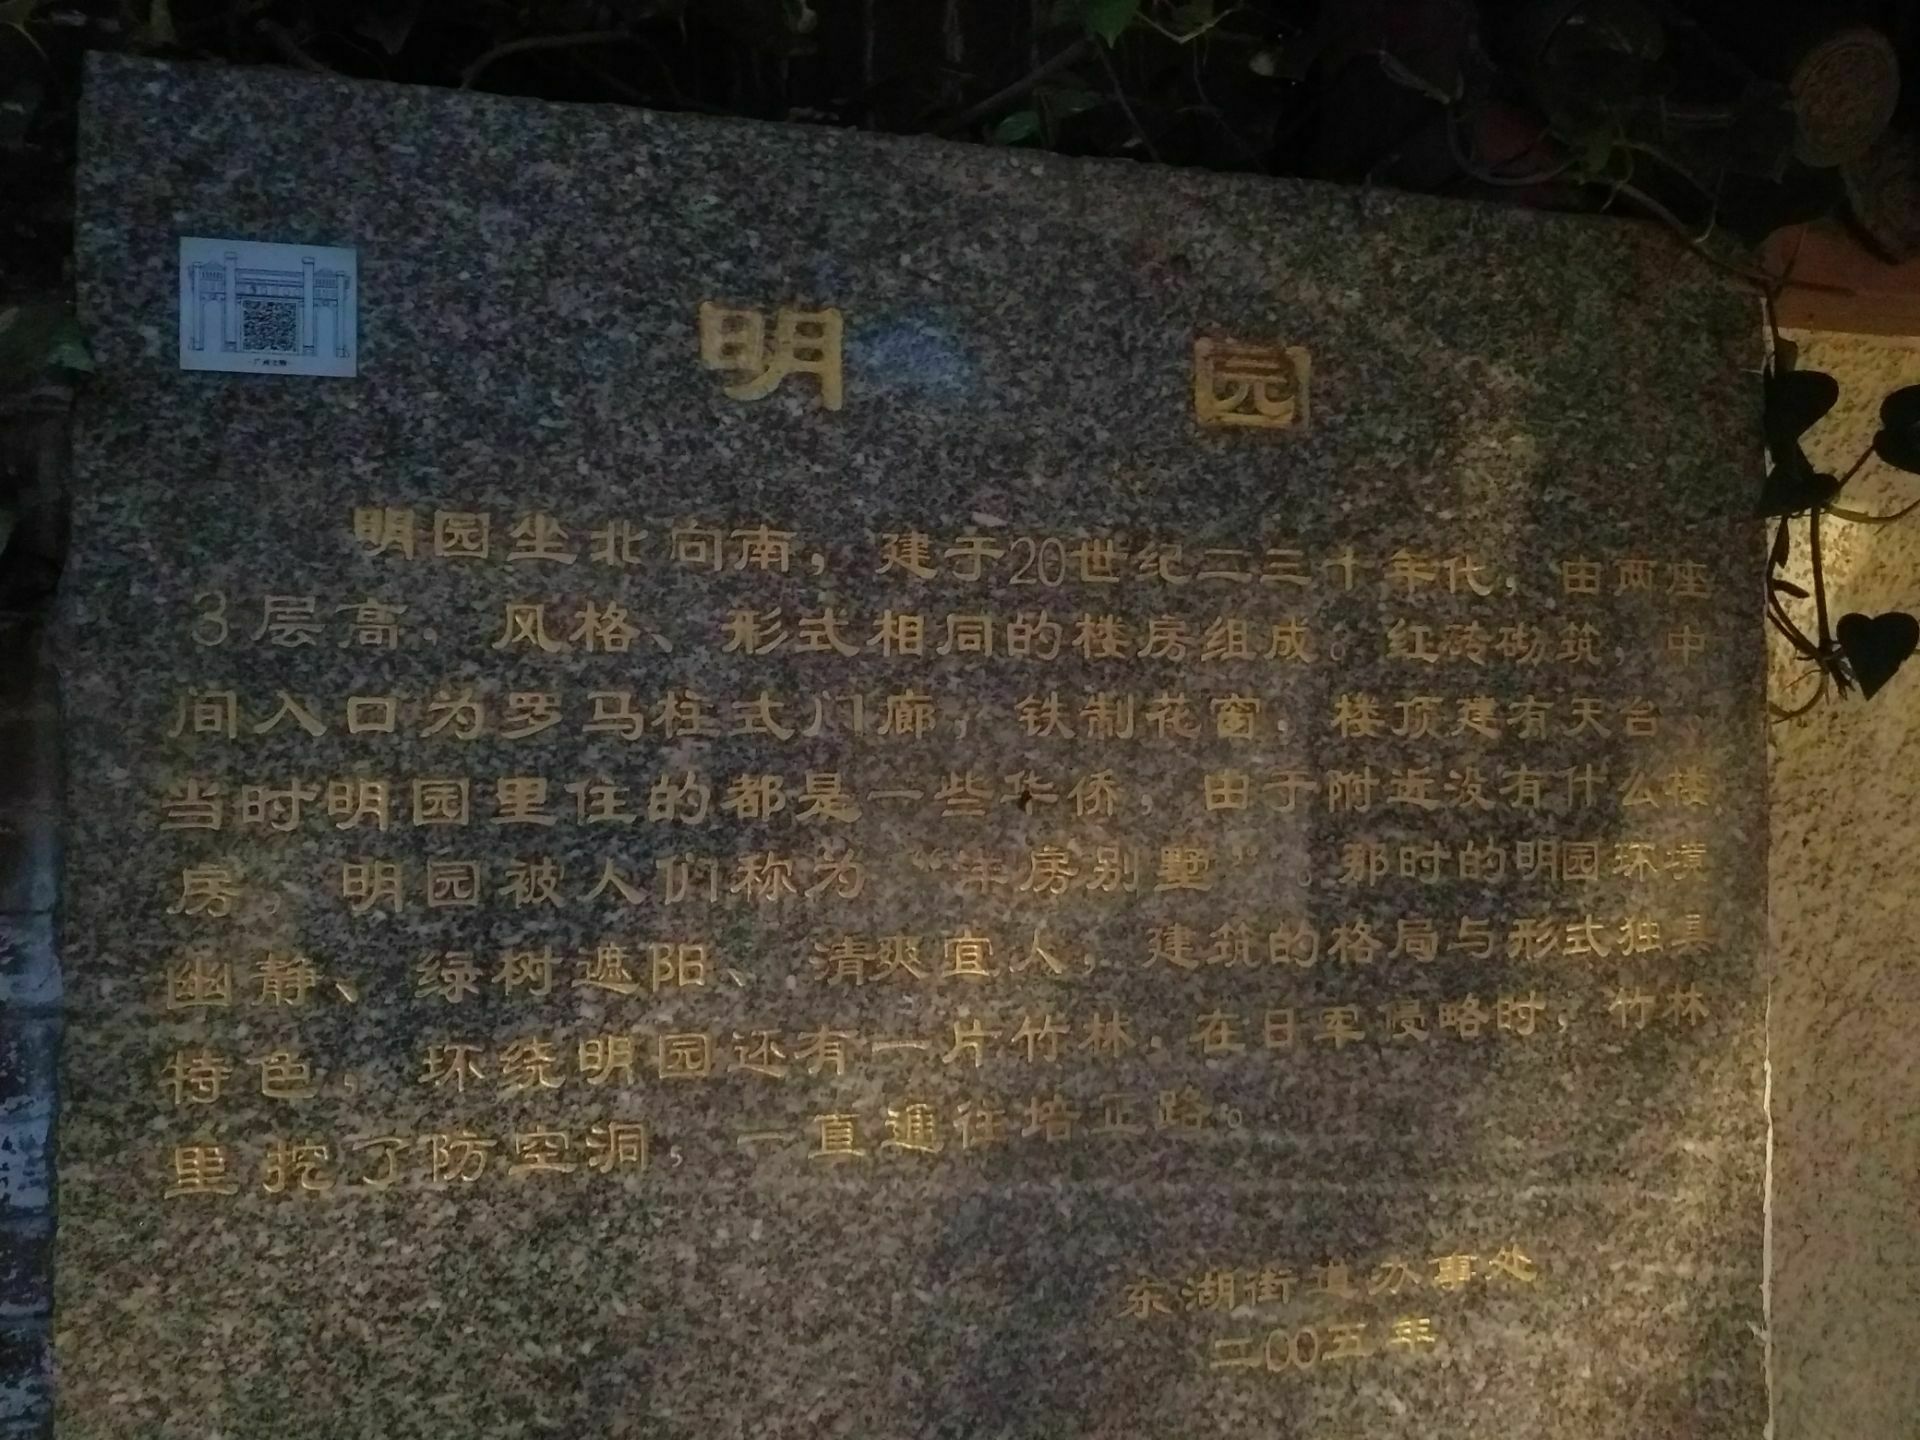 明园
明园坐北向南，建于20世纪二三十年代，由两座
3层高，风格、形式相同的楼房组成。红砖砌筑，中
间入口为罗马柱式门廊，铁制花窗，楼顶建有天台，
当时明园里住的都是一些华侨，由于附近没有什么楼
房，明园被人们称为“洋房别墅”。那时的明园环境
幽静、绿树遮阳、清爽宜人，建筑的格局与形式独具
特色，环绕明园还有一片竹林，在日军侵略时，竹林
里挖了防空洞，一直通往培正路。
东湖街道办事处
二00五年